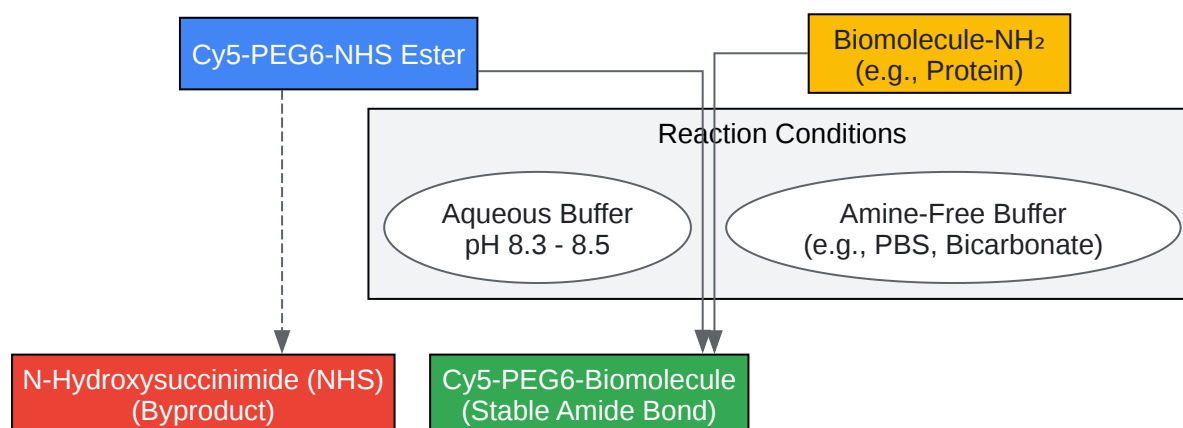 Cy5-PEG6-NHS Ester
Biomolecule-NH₂
(e.g., Protein)
Reaction Conditions
Aqueous Buffer
pH 8.3 - 8.5
Amine-Free Buffer
(e.g., PBS, Bicarbonate)
N-Hydroxysuccinimide (NHS)
(Byproduct)
Cy5-PEG6-Biomolecule
(Stable Amide Bond)